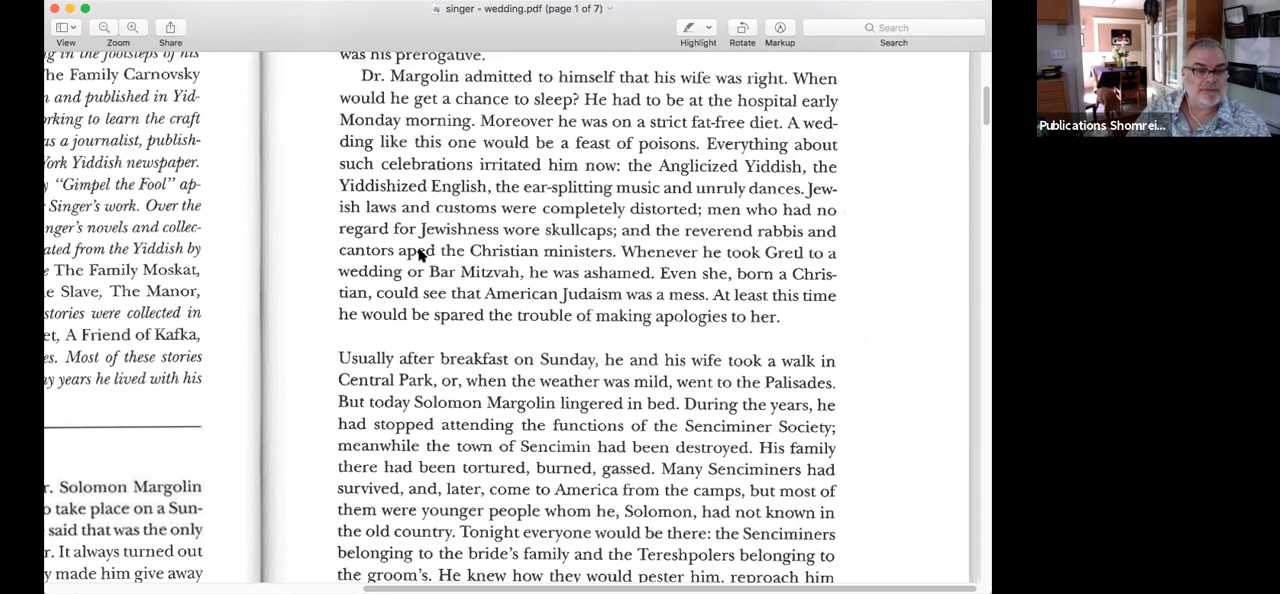 singer - wedding.pdf (page 1 of 7)
View
Zoom
Share
Highlight
Rotate
Markup
Search
Search
ng in the footsteps of his
he Family Carnovsky
n and published in Yid-
rking to learn the craft
as a journalist, publish-
ork Yiddish newspaper.
y "Gimpel the Fool" ap-
Singer's work. Over the
nger's novels and collec-
ated from the Yiddish by
The Family Moskat,
e Slave, The Manor,
stories were collected in
et, A Friend of Kafka,
es. Most of these stories
ny years he lived with his
r. Solomon Margolin
o take place on a Sun-
said that was the only
r. It always turned out
y made him give away
was his prerogative.
Dr. Margolin admitted to himself that his wife was right. When
would he get a chance to sleep? He had to be at the hospital early
Monday morning. Moreover he was on a strict fat-free diet. A wed-
ding like this one would be a feast of poisons. Everything about
such celebrations irritated him now: the Anglicized Yiddish, the
Yiddishized English, the ear-splitting music and unruly dances. Jew-
ish laws and customs were completely distorted; men who had no
regard for Jewishness wore skullcaps; and the reverend rabbis and
cantors aped the Christian ministers. Whenever he took Gretl to a
wedding or Bar Mitzvah, he was ashamed. Even she, born a Chris-
tian, could see that American Judaism was a mess. At least this time
he would be spared the trouble of making apologies to her.
Usually after breakfast on Sunday, he and his wife took a walk in
Central Park, or, when the weather was mild, went to the Palisades.
But today Solomon Margolin lingered in bed. During the years, he
had stopped attending the functions of the Senciminer Society;
meanwhile the town of Sencimin had been destroyed. His family
there had been tortured, burned, gassed. Many Senciminers had
survived, and, later, come to America from the camps, but most of
them were younger people whom he, Solomon, had not known in
the old country. Tonight everyone would be there: the Senciminers
belonging to the bride's family and the Tereshpolers belonging to
the groom's. He knew how they would pester him, reproach him
Publications Shomrei...